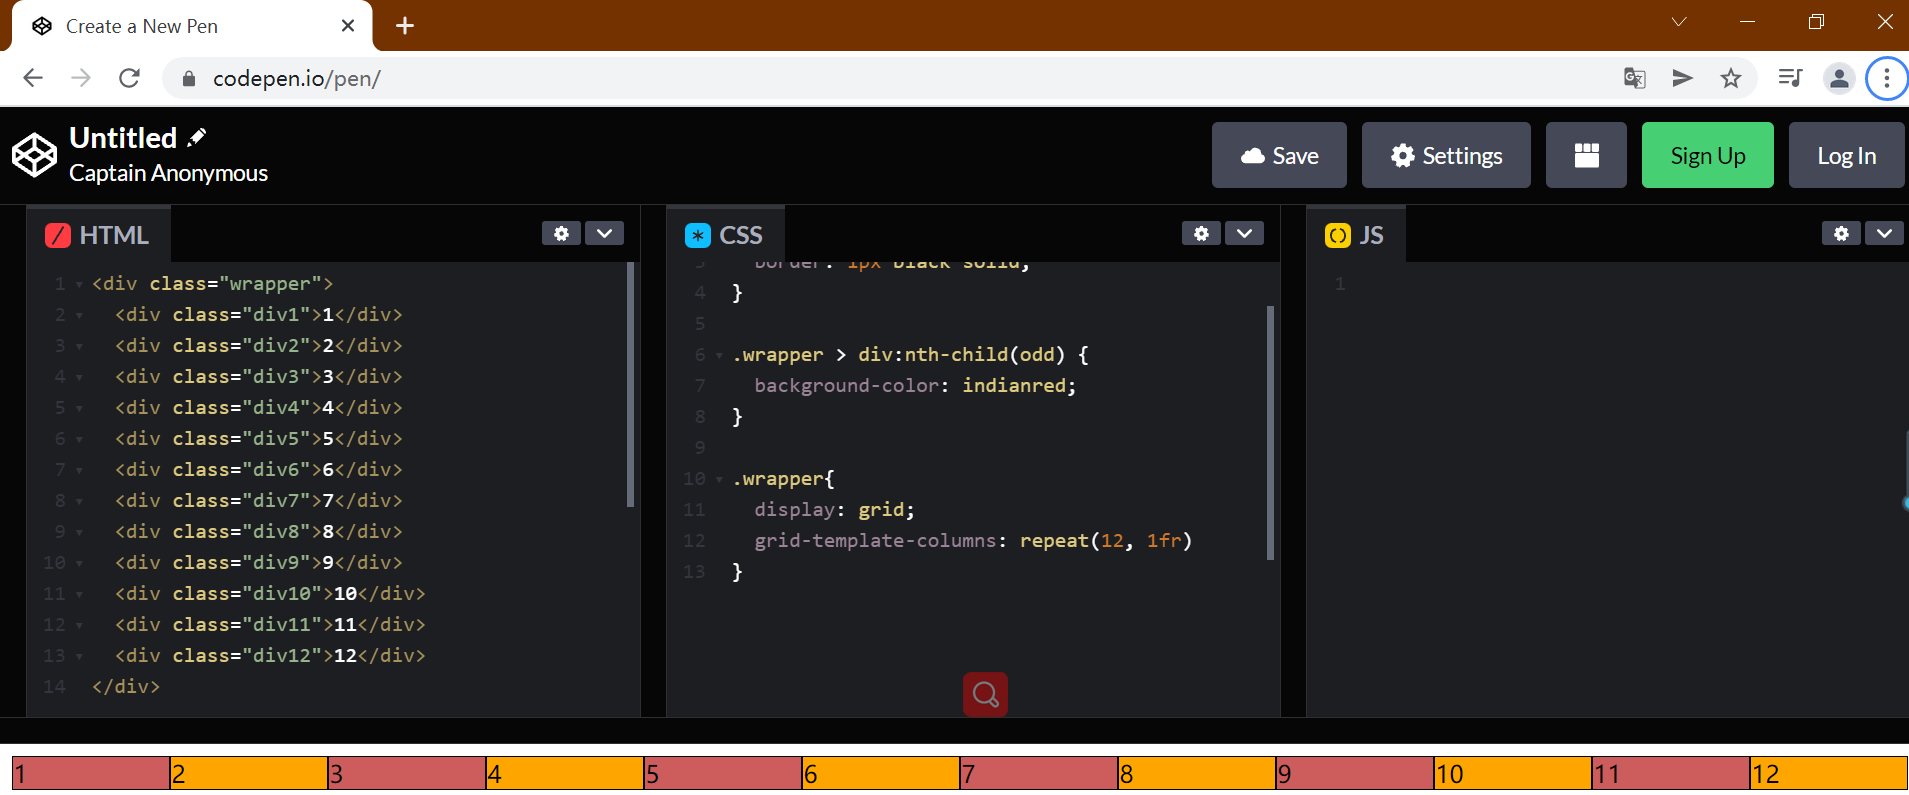 Create a New Pen
codepen.io/pen/
Untitled
Captain Anonymous
Save
Settings
Sign Up
Log In
HTML
1 <div class="wrapper">
2 <div class="div1">1</div>
3 <div class="div2">2</div>
4 <div class="div3">3</div>
5 <div class="div4">4</div>
6 <div class="div5">5</div>
7 <div class="div6">6</div>
8 <div class="div7">7</div>
9 <div class="div8">8</div>
10 <div class="div9">9</div>
11 <div class="div10">10</div>
12 <div class="div11">11</div>
13 <div class="div12">12</div>
14 </div>
CSS
3 border: 1px black solid;
4 }
5
6 .wrapper > div:nth-child(odd) {
7 background-color: indianred;
8 }
9
10 .wrapper{
11 display: grid;
12 grid-template-columns: repeat(12, 1fr)
13 }
JS
1
1 2 3 4 5 6 7 8 9 10 11 12